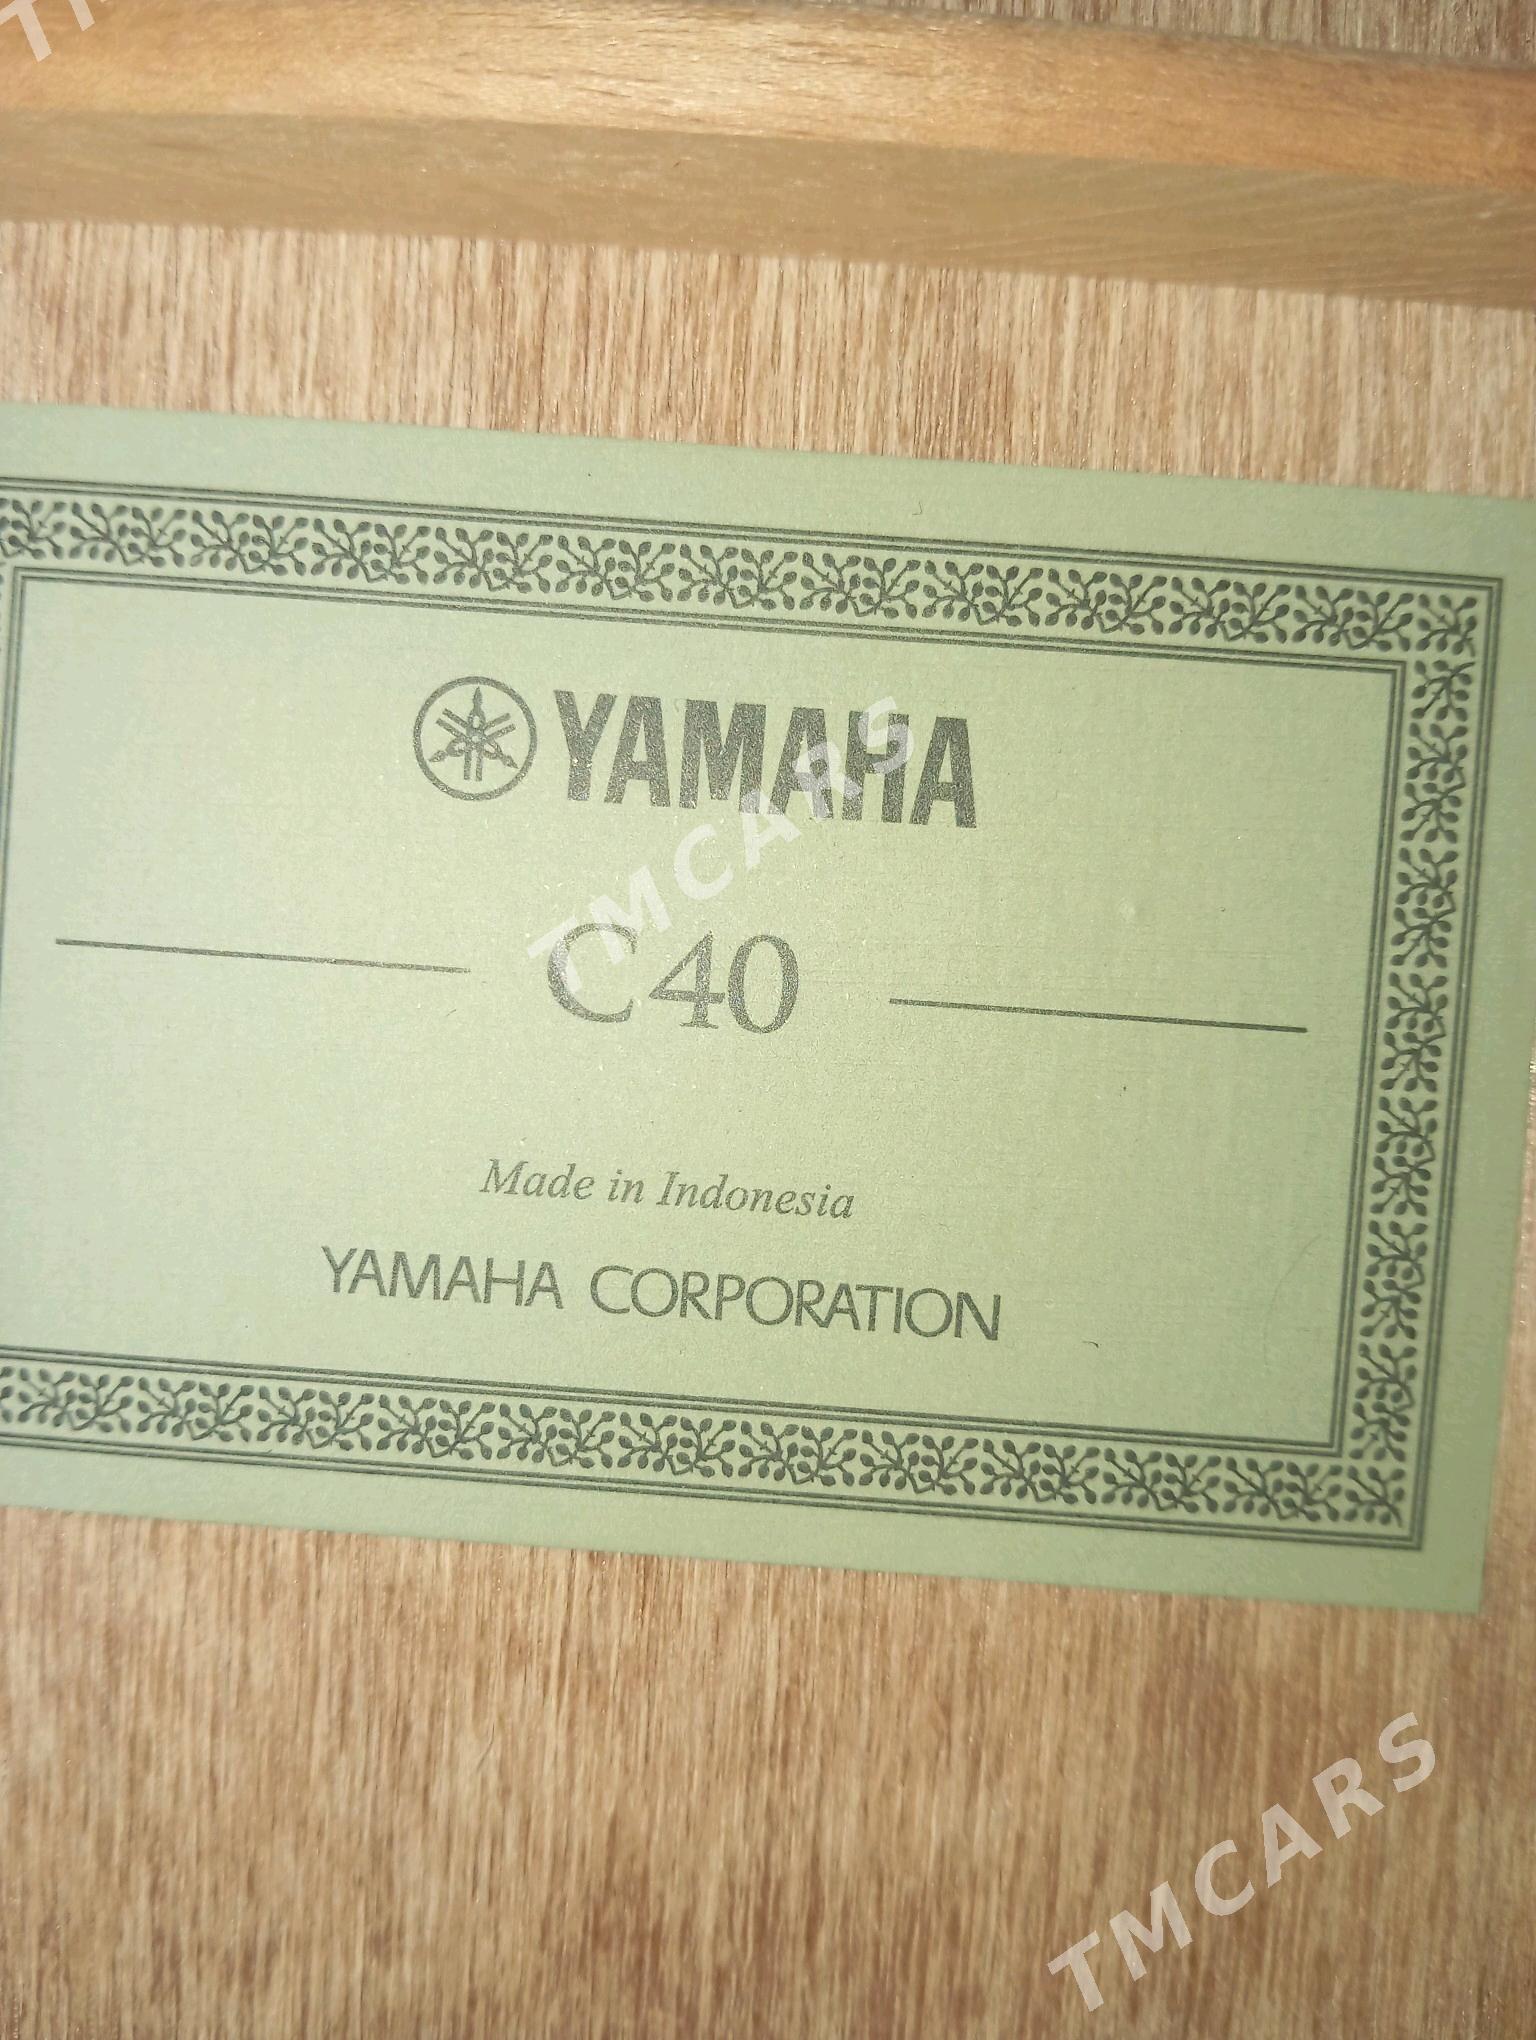 YAMAHA
C40
Made in Indonesia
YAMAHA CORPORATION
TMCARS
TMCARS